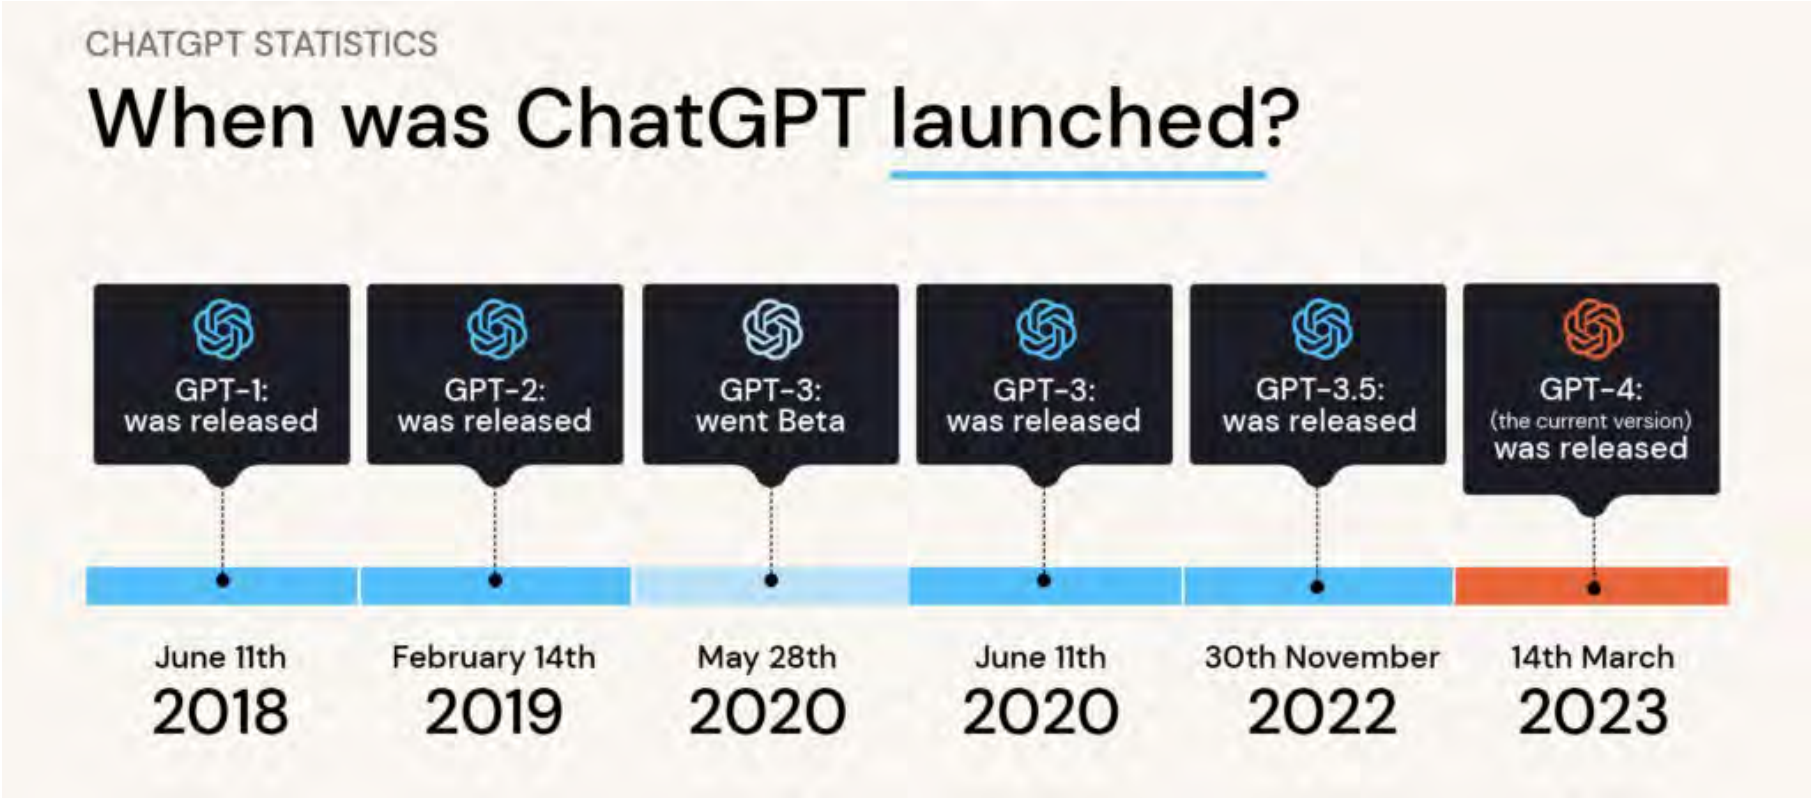 CHATGPT STATISTICS
When was ChatGPT launched?
GPT-1:
was released
GPT-2:
was released
GPT-3:
went Beta
GPT-3:
was released
GPT-3.5:
was released
GPT-4:
(the current version)
was released
June 11th
2018
February 14th
2019
May 28th
2020
June 11th
2020
30th November
2022
14th March
2023